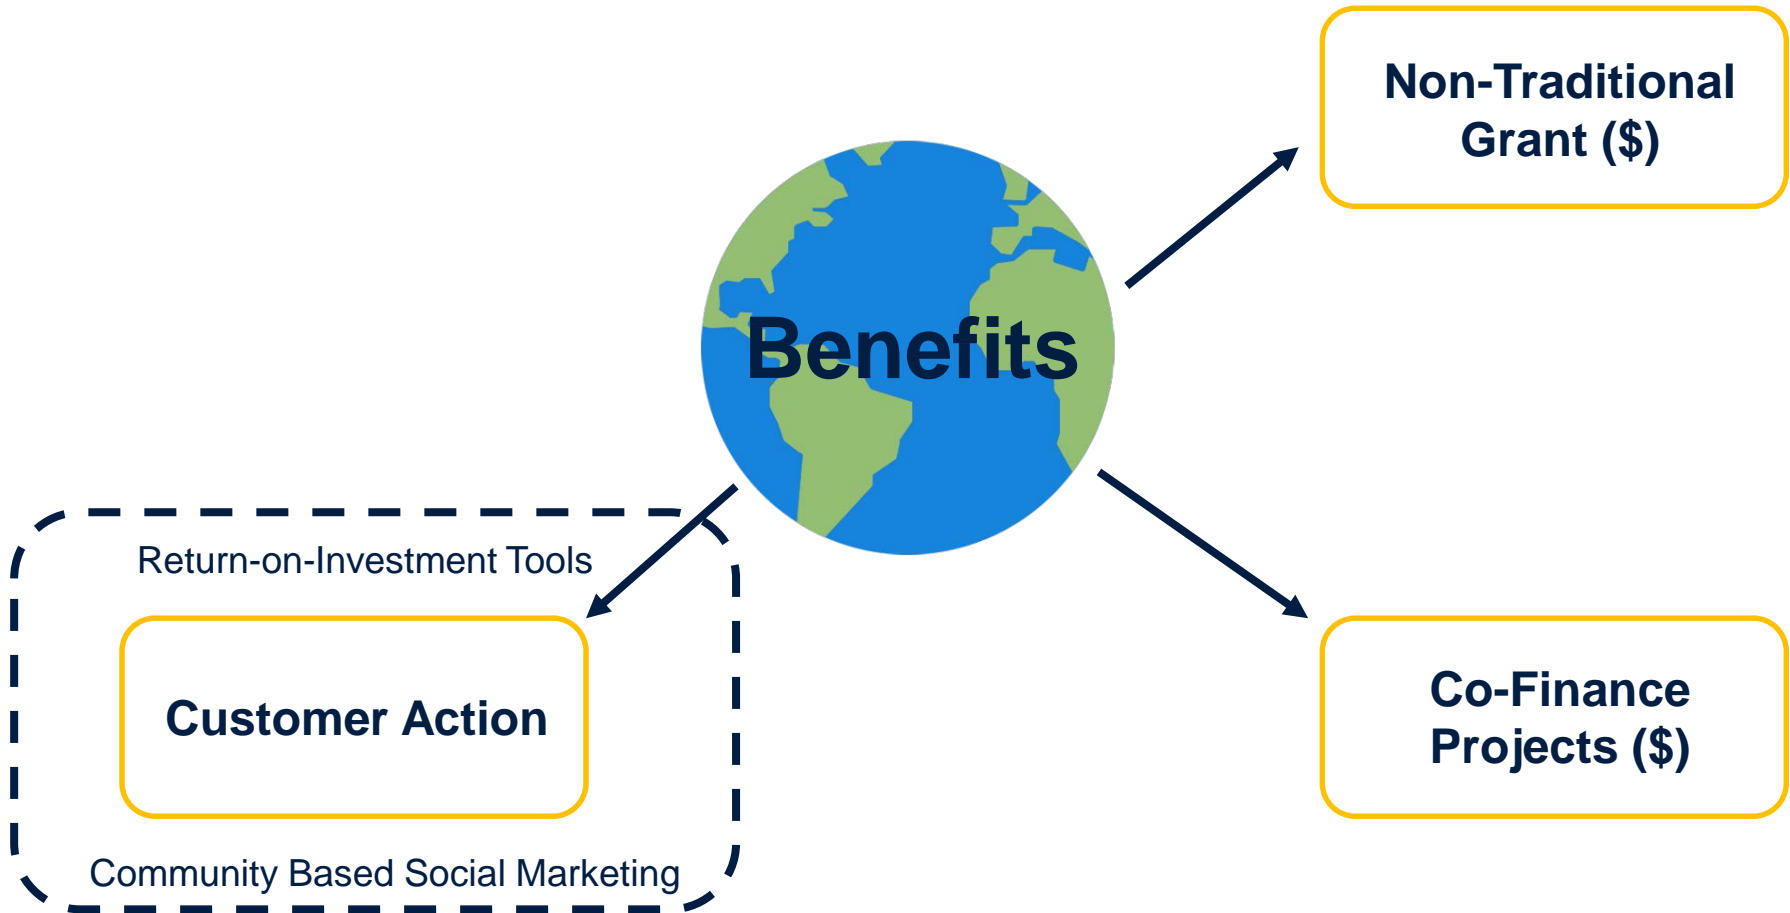 Non-Traditional
Grant ($)
Benefits
Return-on-Investment Tools
Customer Action
Community Based Social Marketing
Co-Finance
Projects ($)